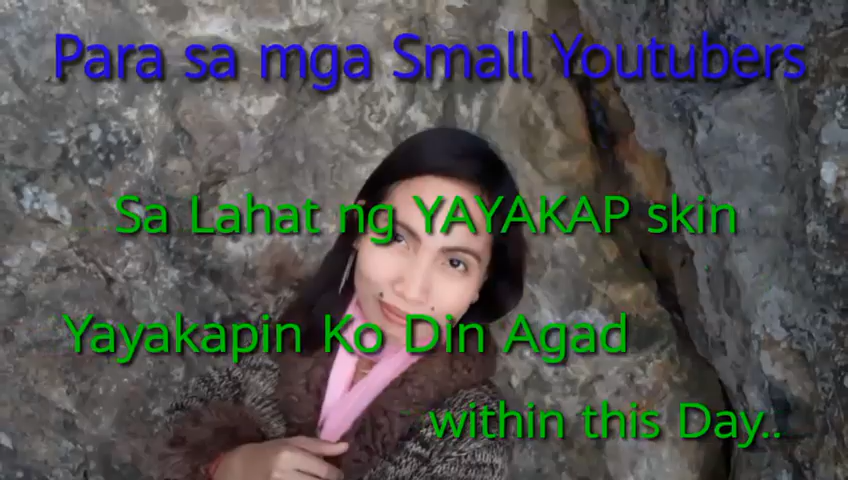 Para sa mga Small Youtubers
Sa Lahat ng YAYAKAP skin
Yayakapin Ko Din Agad
within this Day..